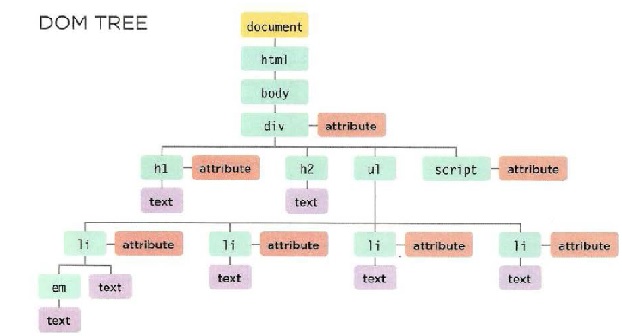 DOM TREE
document
html
body
div attribute
h1 attribute h2 ul script attribute
text text
li attribute li attribute li attribute li attribute
em text text text text
text